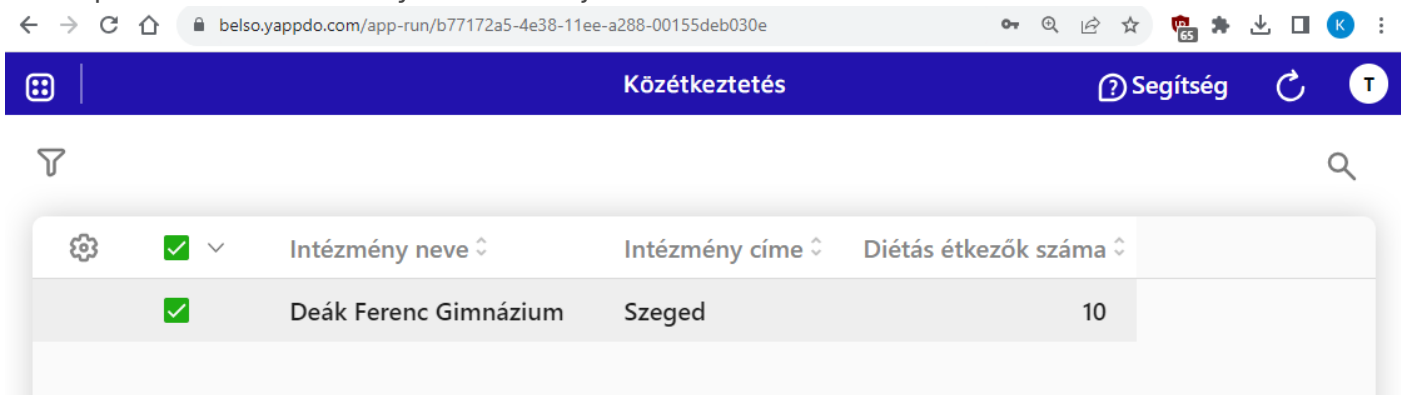 belso.yappdo.com/app-run/b77172a5-4e38-11ee-a288-00155deb030e
65
K
Közétkeztetés
Segítség
T
Intézmény neve
Intézmény címe
Diétás étkezők száma
Deák Ferenc Gimnázium
Szeged
10